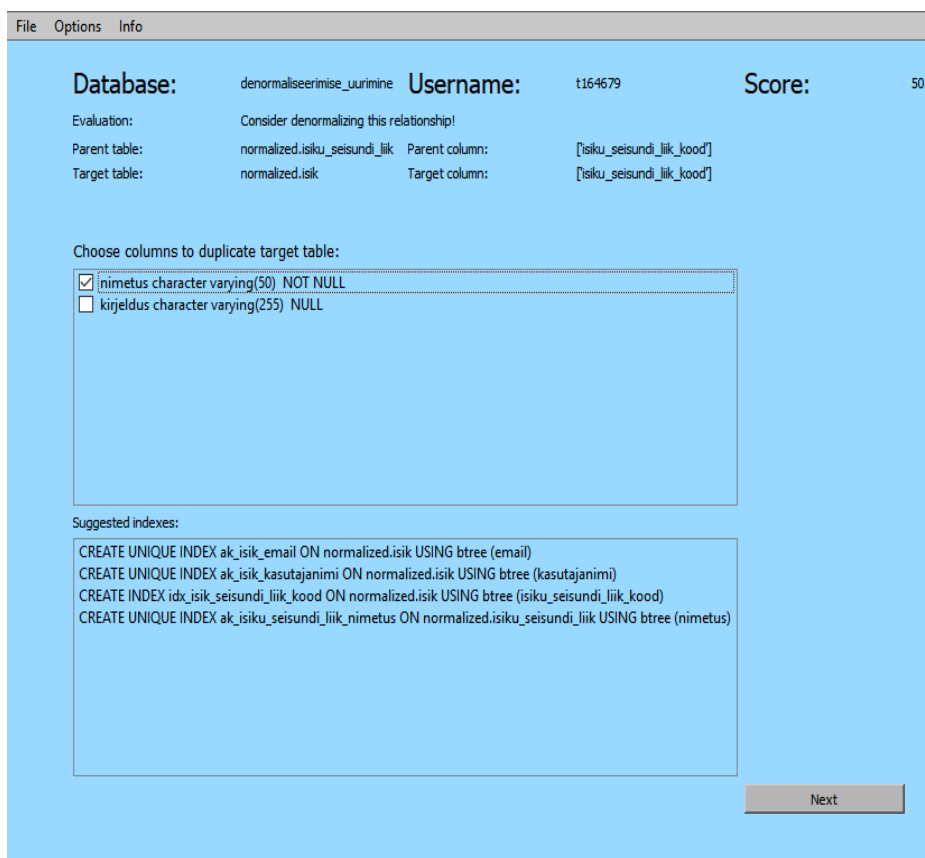 File Options Info
Database: denormaliseerimise_uurimine Username: t164679 Score: 50
Evaluation: Consider denormalizing this relationship!
Parent table: normalized.isiku_seisundi_liik Parent column: ['isiku_seisundi_liik_kood']
Target table: normalized.isik Target column: ['isiku_seisundi_liik_kood']
Choose columns to duplicate target table:
nimetus character varying(50) NOT NULL
kirjeldus character varying(255) NULL
Suggested indexes:
CREATE UNIQUE INDEX ak_isik_email ON normalized.isik USING btree (email)
CREATE UNIQUE INDEX ak_isik_kasutajanimi ON normalized.isik USING btree (kasutajanimi)
CREATE INDEX idx_isik_seisundi_liik_kood ON normalized.isik USING btree (isiku_seisundi_liik_kood)
CREATE UNIQUE INDEX ak_isiku_seisundi_liik_nimetus ON normalized.isiku_seisundi_liik USING btree (nimetus)
Next